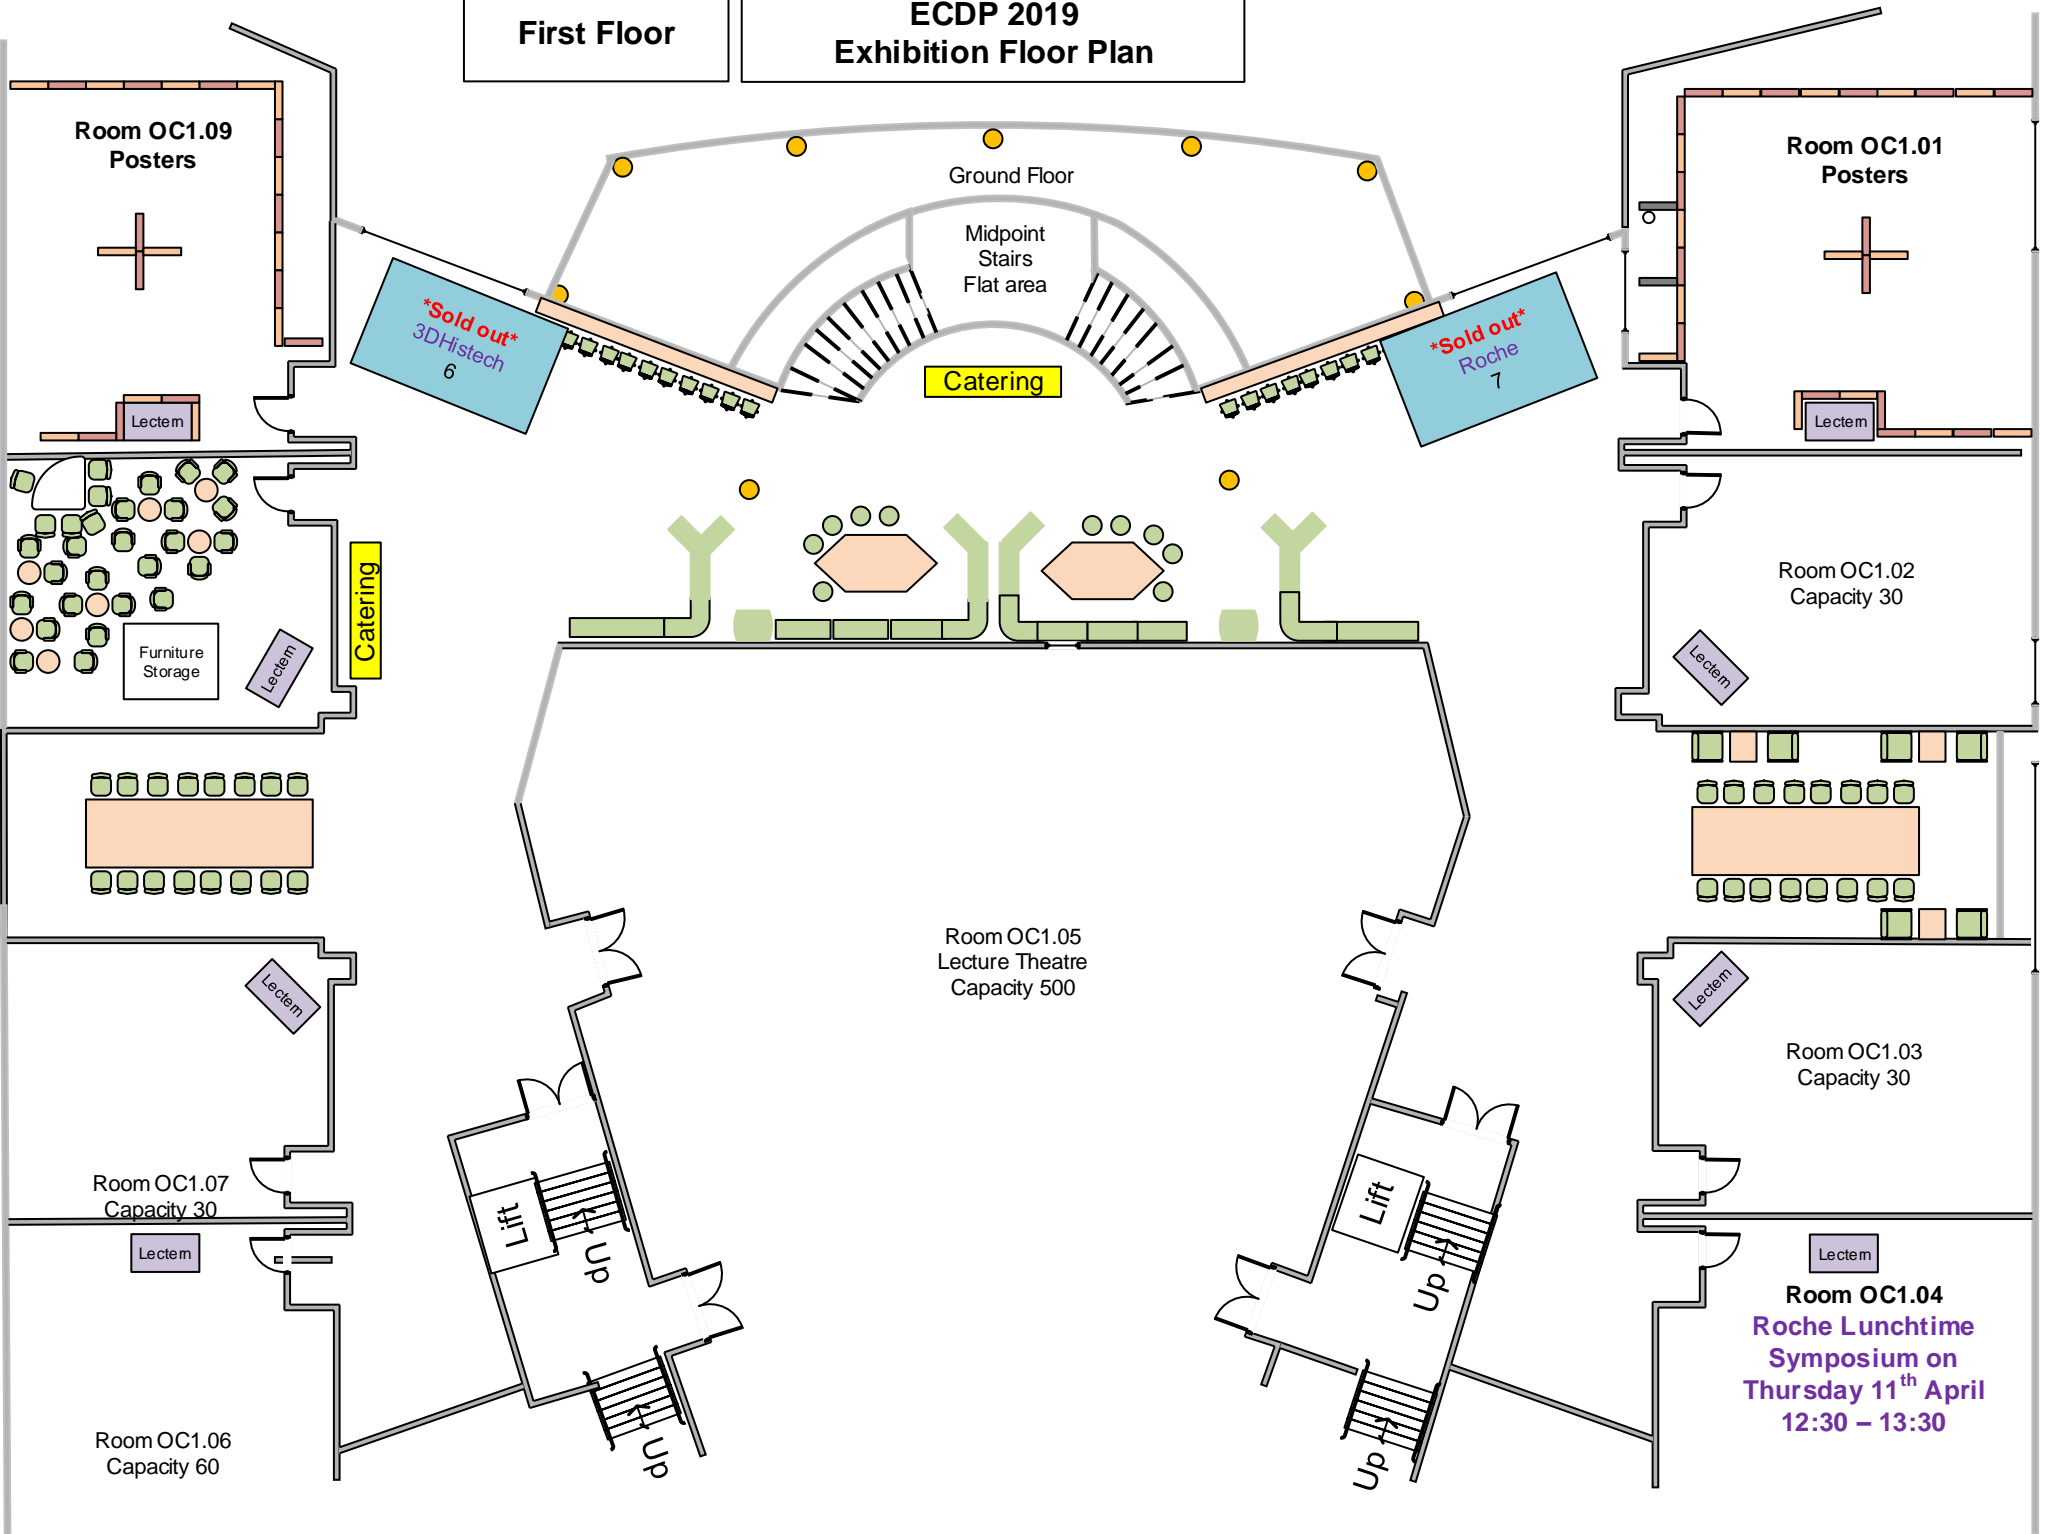 First Floor
ECDP 2019
Exhibition Floor Plan
Room OC1.09
Posters
Room OC1.01
Posters
Ground Floor
Midpoint
Stairs
Flat area
*Sold out*
3DHistech
6
*Sold out*
Roche
7
Catering
Lectern
Lectern
Catering
Furniture
Storage
Lectern
Room OC1.02
Capacity 30
Lectern
Room OC1.05
Lecture Theatre
Capacity 500
Lectern
Lectern
Room OC1.03
Capacity 30
Room OC1.07
Capacity 30
Lift
Up
Lift
Up
Lectern
Lectern
Room OC1.04
Roche Lunchtime
Symposium on
Thursday 11th April
12:30 – 13:30
Room OC1.06
Capacity 60
Up
Up